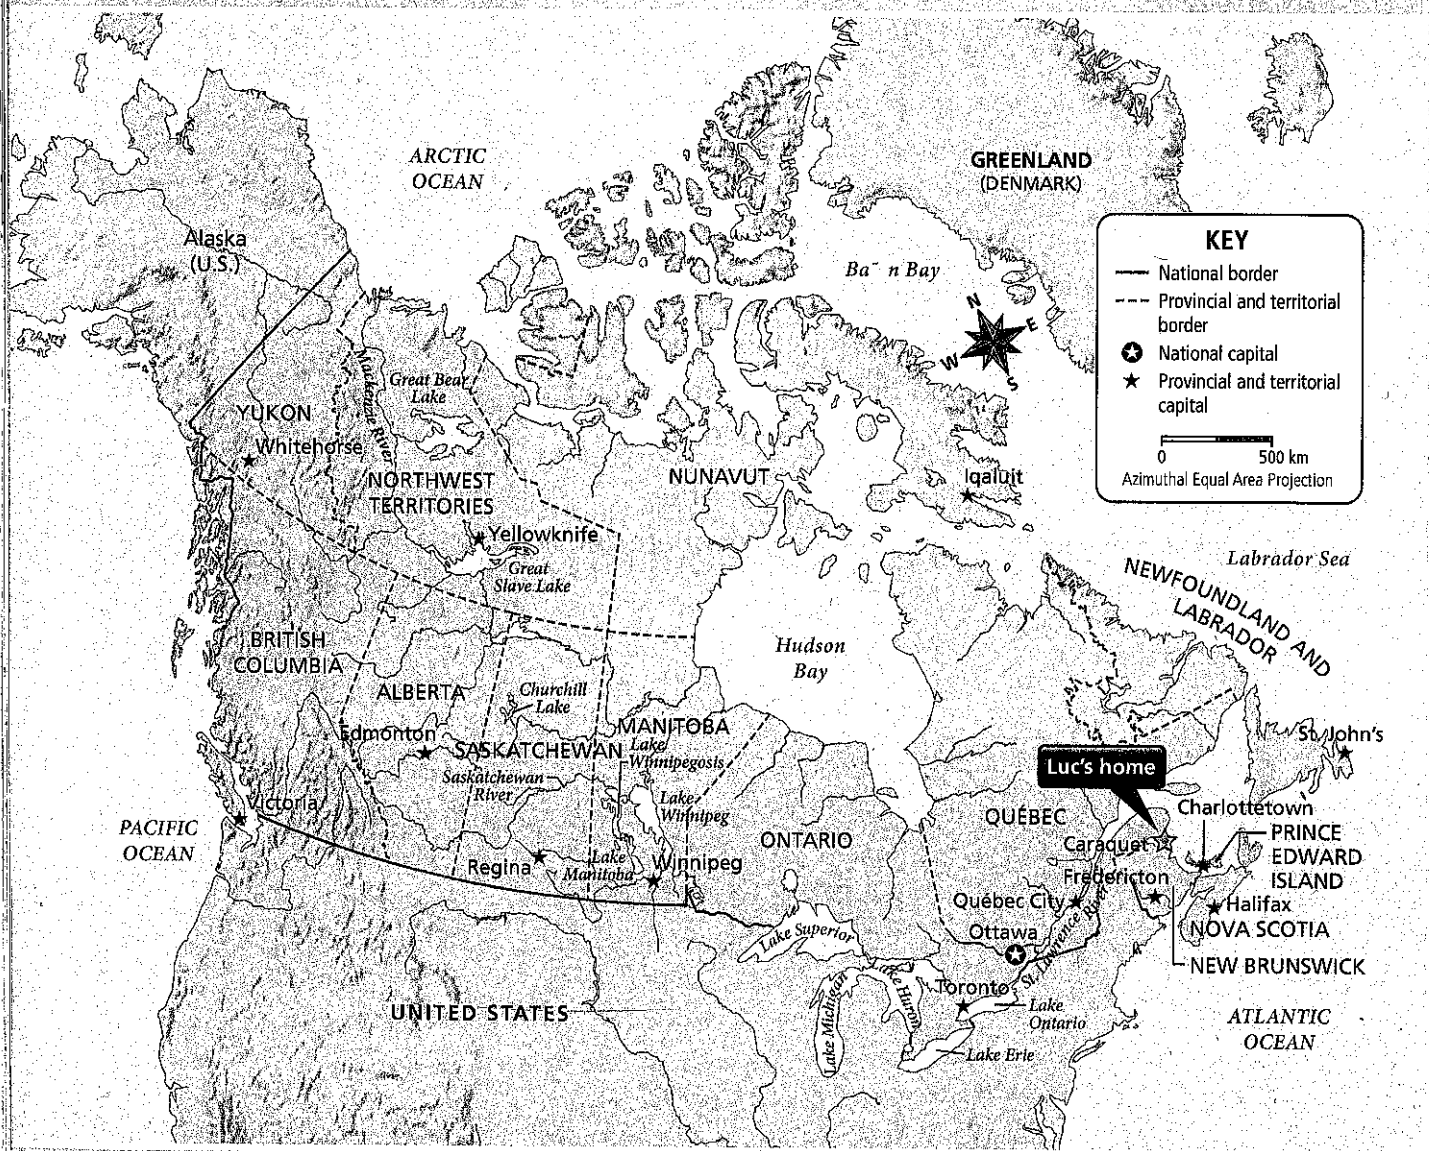 ARCTIC
OCEAN
GREENLAND
(DENMARK)
Alaska
(U.S.)
Ba˜ n Bay
N
E
W
S
KEY
National border
Provincial and territorial
border
National capital
Provincial and territorial
capital
0 500 km
Azimuthal Equal Area Projection
Mackenzie River
Great Bear
Lake
YUKON
Whitehorse
NORTHWEST
TERRITORIES
NUNAVUT
Iqaluit
Yellowknife
Great
Slave Lake
Labrador Sea
NEWFOUNDLAND AND
LABRADOR
BRITISH
COLUMBIA
Hudson
Bay
ALBERTA
Churchill
Lake
MANITOBA
Edmonton
SASKATCHEWAN
Lake
Winnipegosis
St. John's
Saskatchewan
River
Luc's home
Victoria
Lake
Winnipeg
Charlottetown
PACIFIC
OCEAN
ONTARIO
QUÉBEC
Caraquet
PRINCE
EDWARD
ISLAND
Regina
Lake
Manitoba
Winnipeg
Fredericton
Québec City
Halifax
NOVA SCOTIA
Ottawa
St. Lawrence River
Lake Superior
NEW BRUNSWICK
UNITED STATES
Lake Michigan
Lake Huron
Toronto
Lake
Ontario
Lake Erie
ATLANTIC
OCEAN